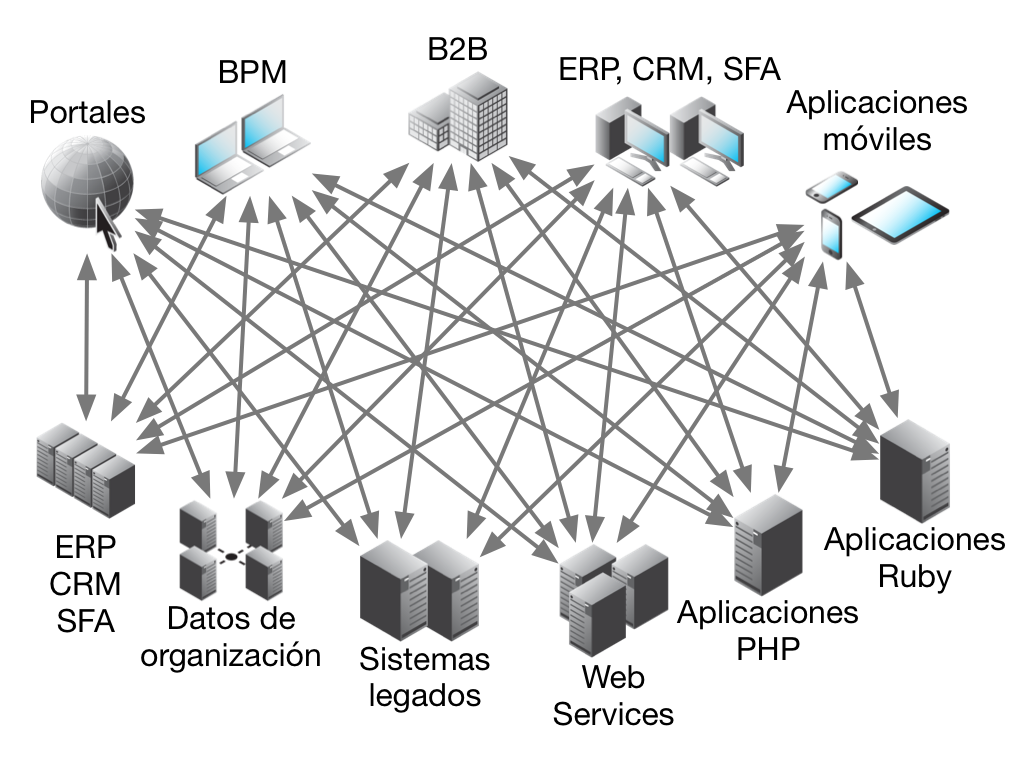 Portales
BPM
B2B
ERP, CRM, SFA
Aplicaciones
móviles
ERP
CRM
SFA
Datos de
organización
Sistemas
legados
Web
Services
Aplicaciones
PHP
Aplicaciones
Ruby